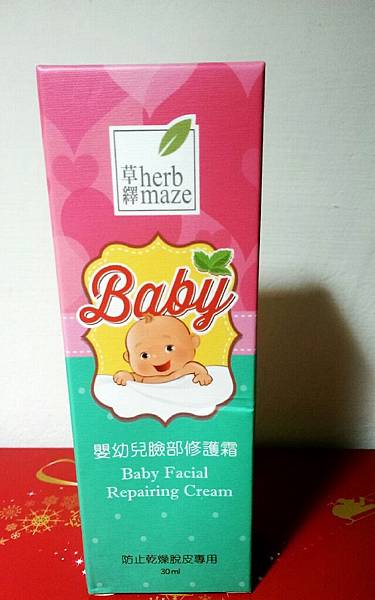 草繹 herb maze
Baby
嬰幼兒臉部修護霜
Baby Facial
Repairing Cream
防止乾燥脫皮專用
30ml